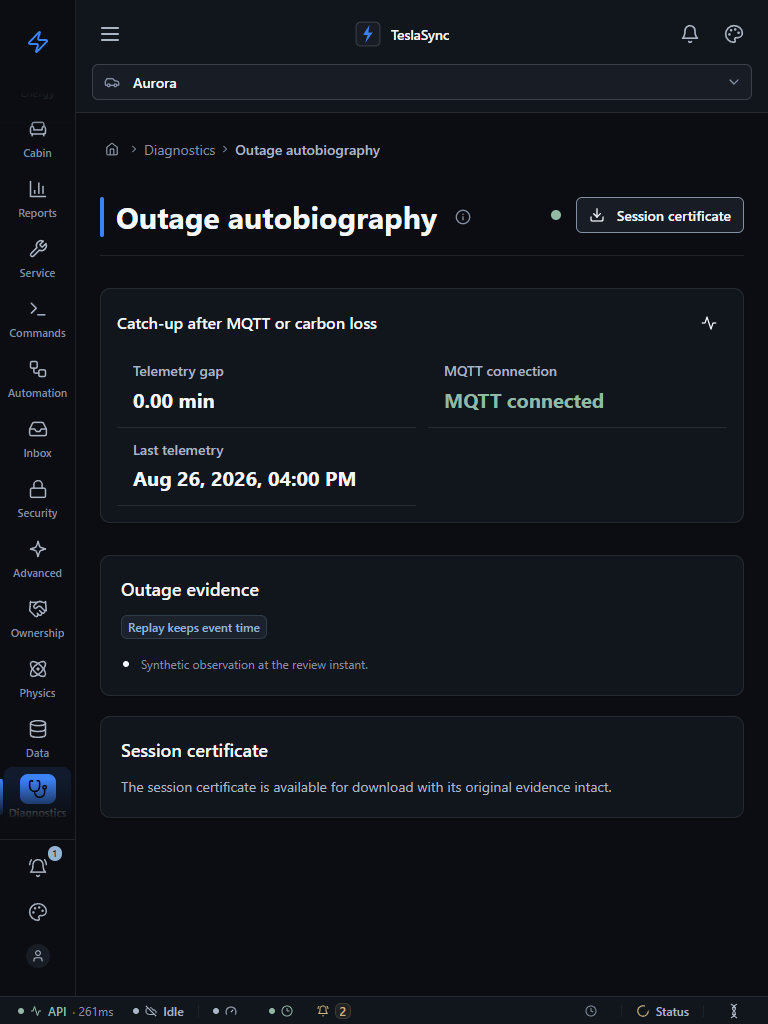 TeslaSync
Aurora
Energy
Cabin
Reports
Service
Commands
Automation
Inbox
Security
Advanced
Ownership
Physics
Data
Diagnostics
1
Diagnostics
Outage autobiography
Outage autobiography
Session certificate
Catch-up after MQTT or carbon loss
Telemetry gap
0.00 min
MQTT connection
MQTT connected
Last telemetry
Aug 26, 2026, 04:00 PM
Outage evidence
Replay keeps event time
Synthetic observation at the review instant.
Session certificate
The session certificate is available for download with its original evidence intact.
API · 261ms
Idle
2
Status